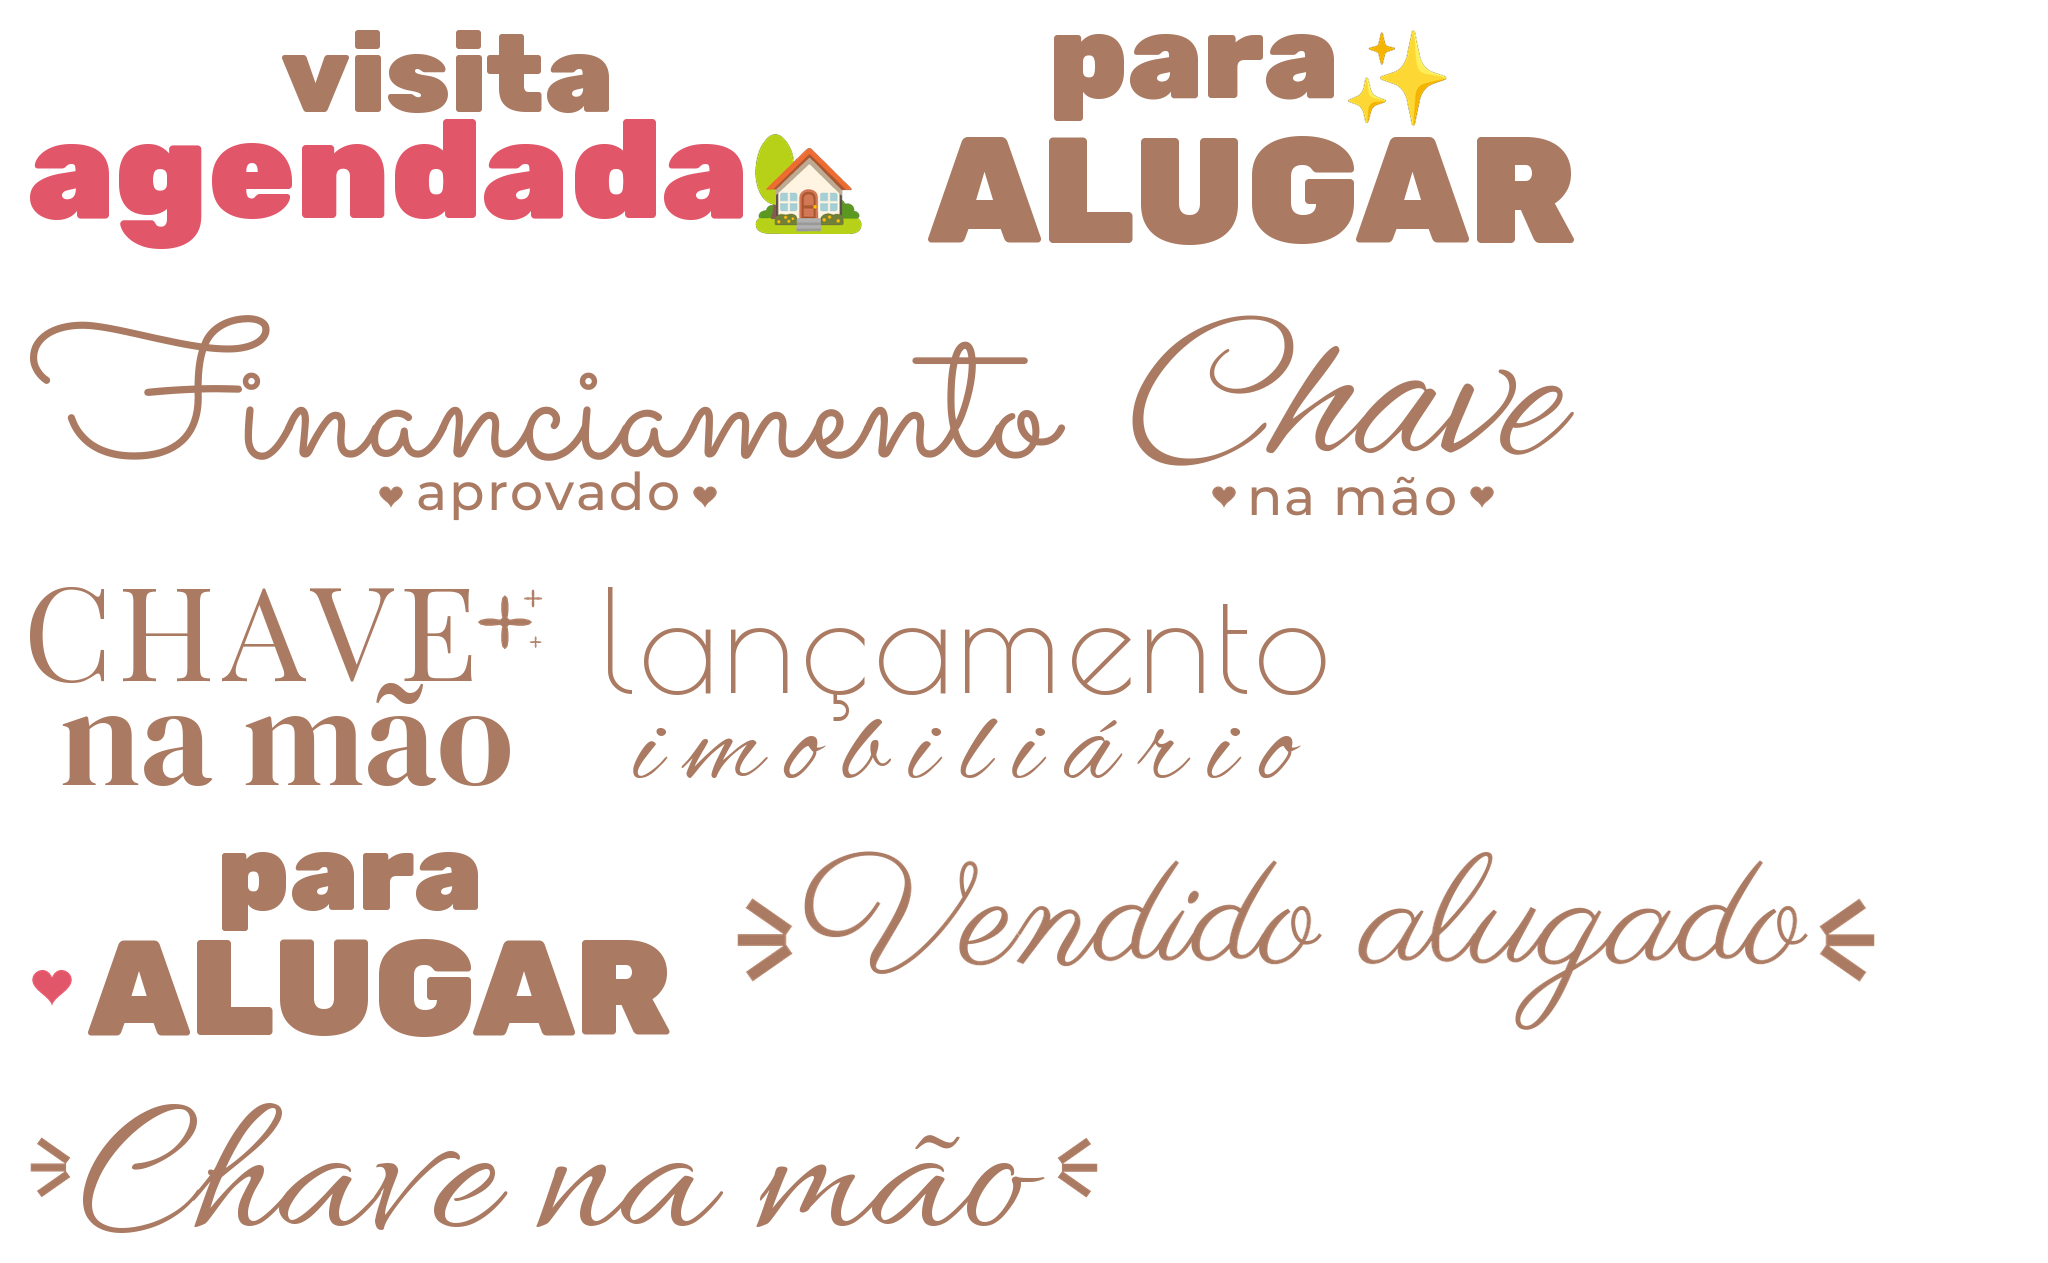 visita
agendada
para
ALUGAR
Financiamento
aprovado
Chave
na mão
CHAVE
na mão
lançamento
imobiliário
para
ALUGAR
Vendido alugado
Chave na mão